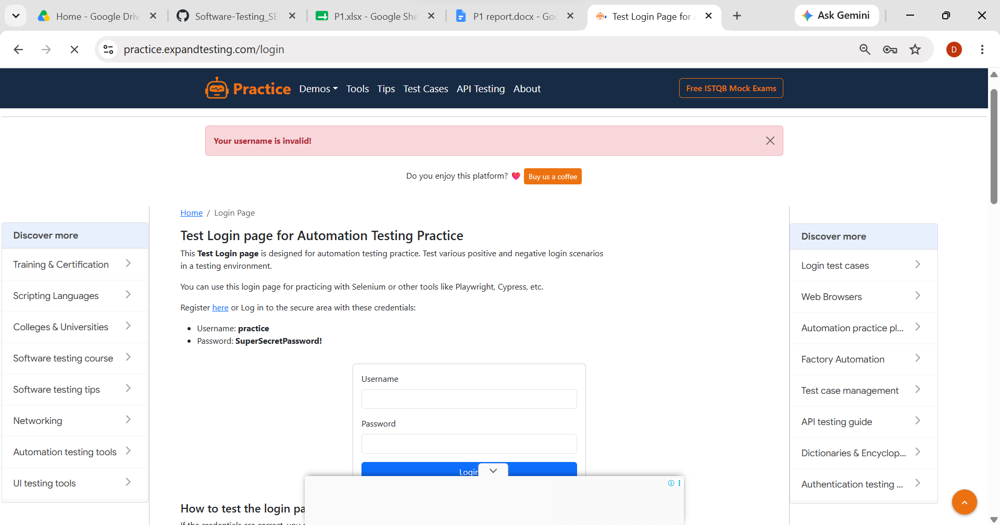 Home - Google Driv
Software-Testing_SE
P1.xlsx - Google She
P1 report.docx - Goo
Test Login Page for A
Ask Gemini
practice.expandtesting.com/login
D
Practice
Demos
Tools
Tips
Test Cases
API Testing
About
Free ISTQB Mock Exams
Your username is invalid!
Do you enjoy this platform?
Buy us a coffee
Home / Login Page
Test Login page for Automation Testing Practice
This Test Login page is designed for automation testing practice. Test various positive and negative login scenarios
in a testing environment.
You can use this login page for practicing with Selenium or other tools like Playwright, Cypress, etc.
Register here or Log in to the secure area with these credentials:
Username: practice
Password: SuperSecretPassword!
Username
Password
Login
How to test the login pa
If the credentials are correct, you
Discover more
Training & Certification
Scripting Languages
Colleges & Universities
Software testing course
Software testing tips
Networking
Automation testing tools
UI testing tools
Discover more
Login test cases
Web Browsers
Automation practice pl...
Factory Automation
Test case management
API testing guide
Dictionaries & Encyclop...
Authentication testing ...